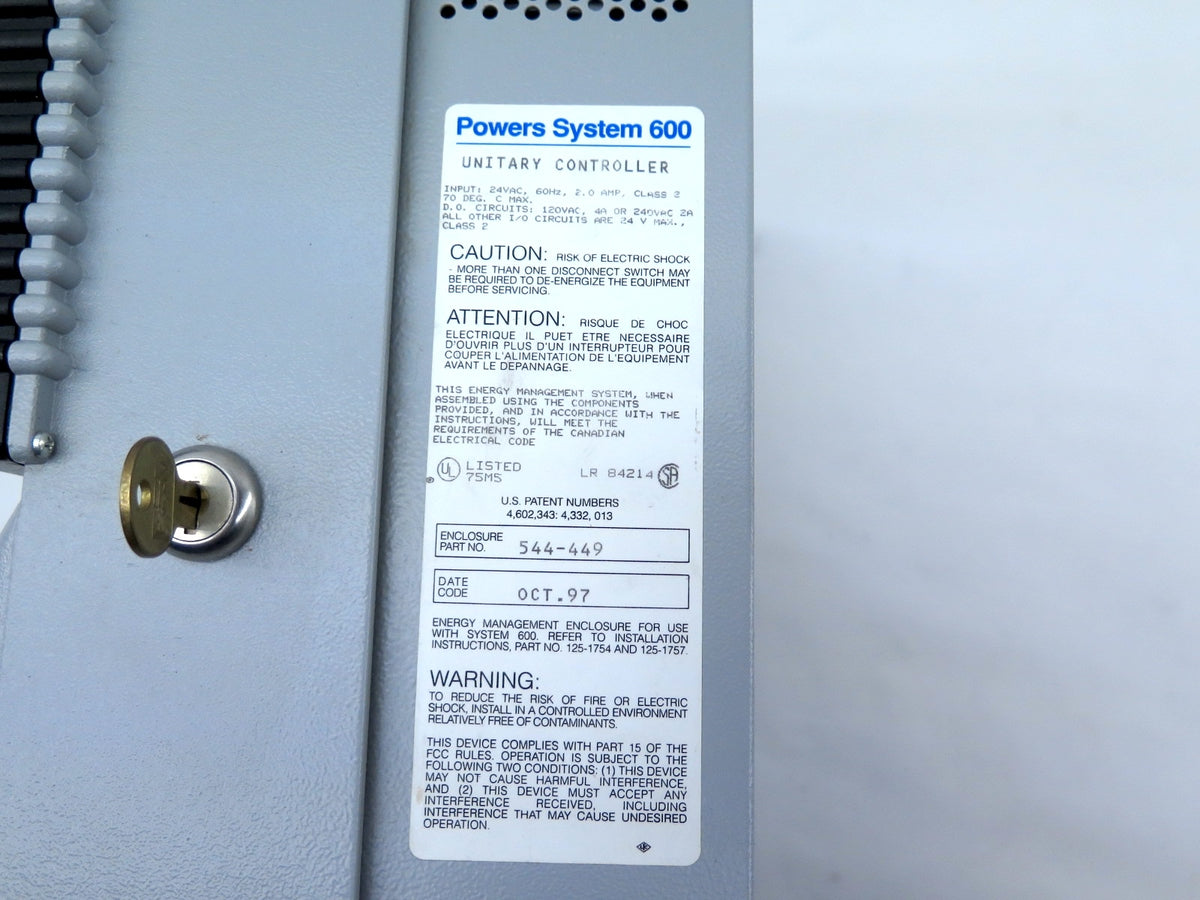 Powers System 600
UNITARY CONTROLLER
INPUT: 24VAC, 60Hz, 2.0 AMP, CLASS 2
70 DEG. C MAX.
D.O. CIRCUITS: 120VAC, 4A OR 240VAC 2A
ALL OTHER I/O CIRCUITS ARE 24 V MAX.,
CLASS 2
CAUTION: RISK OF ELECTRIC SHOCK
- MORE THAN ONE DISCONNECT SWITCH MAY
BE REQUIRED TO DE-ENERGIZE THE EQUIPMENT
BEFORE SERVICING.
ATTENTION: RISQUE DE CHOC
ELECTRIQUE IL PUET ETRE NECESSAIRE
D'OUVRIR PLUS D'UN INTERRUPTEUR POUR
COUPER L'ALIMENTATION DE L'EQUIPEMENT
AVANT LE DEPANNAGE.
THIS ENERGY MANAGEMENT SYSTEM, WHEN
ASSEMBLED USING THE COMPONENTS
PROVIDED, AND IN ACCORDANCE WITH THE
INSTRUCTIONS, WILL MEET THE
REQUIREMENTS OF THE CANADIAN
ELECTRICAL CODE
UL LISTED LR 84214 SA
75M5
U.S. PATENT NUMBERS
4,602,343: 4,332, 013
ENCLOSURE
PART NO. 544-449
DATE
CODE OCT.97
ENERGY MANAGEMENT ENCLOSURE FOR USE
WITH SYSTEM 600. REFER TO INSTALLATION
INSTRUCTIONS, PART NO. 125-1754 AND 125-1757.
WARNING:
TO REDUCE THE RISK OF FIRE OR ELECTRIC
SHOCK, INSTALL IN A CONTROLLED ENVIRONMENT
RELATIVELY FREE OF CONTAMINANTS.
THIS DEVICE COMPLIES WITH PART 15 OF THE
FCC RULES. OPERATION IS SUBJECT TO THE
FOLLOWING TWO CONDITIONS: (1) THIS DEVICE
MAY NOT CAUSE HARMFUL INTERFERENCE,
AND (2) THIS DEVICE MUST ACCEPT ANY
INTERFERENCE RECEIVED, INCLUDING
INTERFERENCE THAT MAY CAUSE UNDESIRED
OPERATION.